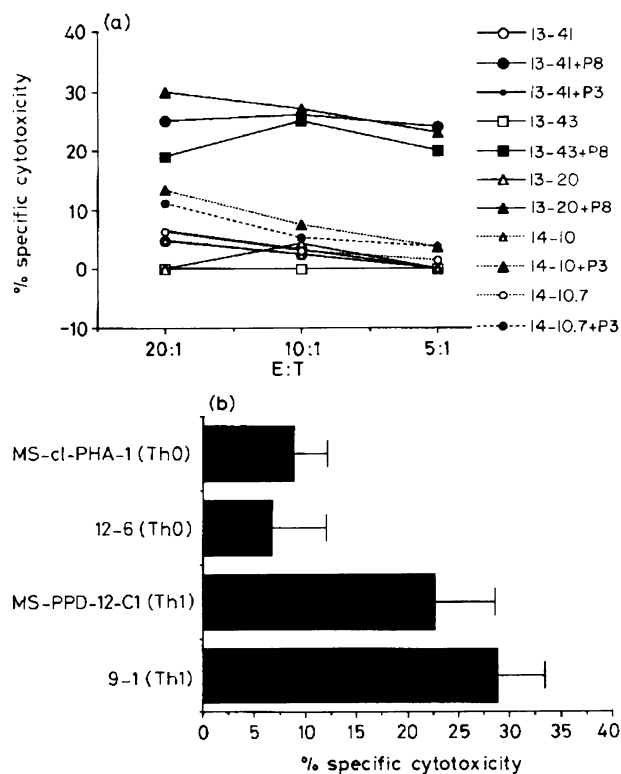 (a)
40
30
20
10
0
-10
% specific cytotoxicity
20:1
10:1
5:1
E:T
13-41
13-41+P8
13-41+P3
13-43
13-43+P8
13-20
13-20+P8
14-10
14-10+P3
14-10.7
14-10.7+P3
(b)
MS-cl-PHA-1 (Th0)
12-6 (Th0)
MS-PPD-12-C1 (Th1)
9-1 (Th1)
0 5 10 15 20 25 30 35 40
% specific cytotoxicity